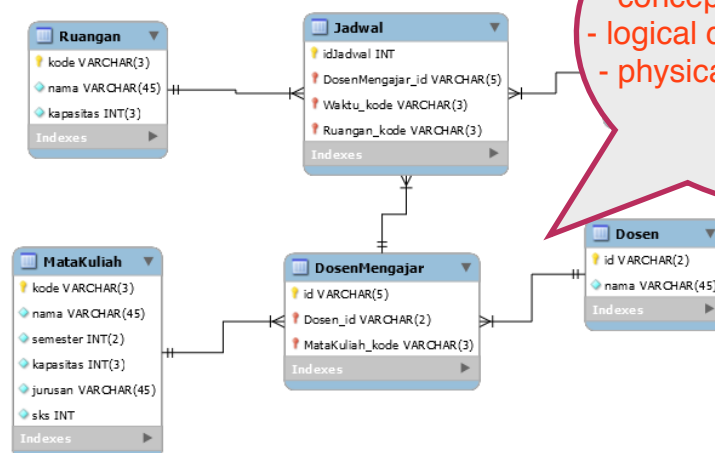 concep
- logical
- physica
Ruangan
kode VARCHAR(3)
nama VARCHAR(45)
kapasitas INT(3)
Indexes
Jadwal
idJadwal INT
DosenMengajar_id VARCHAR(5)
Waktu_kode VARCHAR(3)
Ruangan_kode VARCHAR(3)
Indexes
MataKuliah
kode VARCHAR(3)
nama VARCHAR(45)
semester INT(2)
kapasitas INT(3)
jurusan VARCHAR(45)
sks INT
Indexes
DosenMengajar
id VARCHAR(5)
Dosen_id VARCHAR(2)
MataKuliah_kode VARCHAR(3)
Indexes
Dosen
id VARCHAR(2)
nama VARCHAR(45)
Indexes